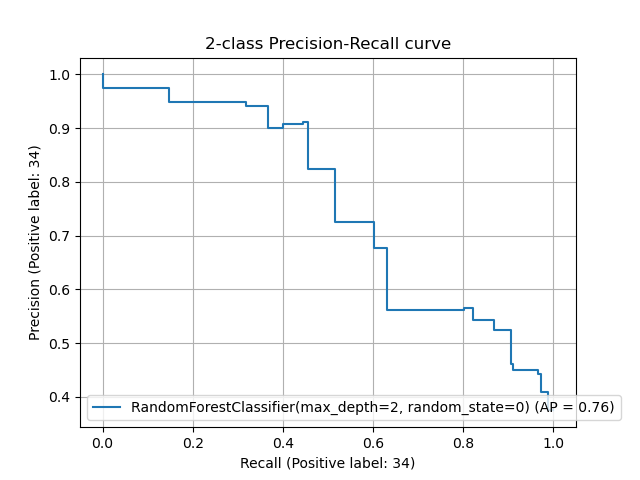 2-class Precision-Recall curve
Precision (Positive label: 34)
1.0
0.9
0.8
0.7
0.6
0.5
0.4
RandomForestClassifier(max_depth=2, random_state=0) (AP = 0.76)
0.0 0.2 0.4 0.6 0.8 1.0
Recall (Positive label: 34)